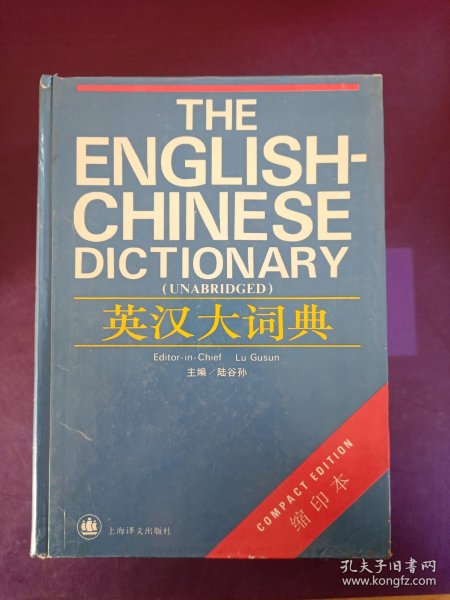 THE
ENGLISH-
CHINESE
DICTIONARY
(UNABRIDGED)
英汉大词典
Editor-in-Chief Lu Gusun
主编/陆谷孙
COMPACT EDITION
缩印本
上海译文出版社
孔夫子旧书网
www.kongfz.com